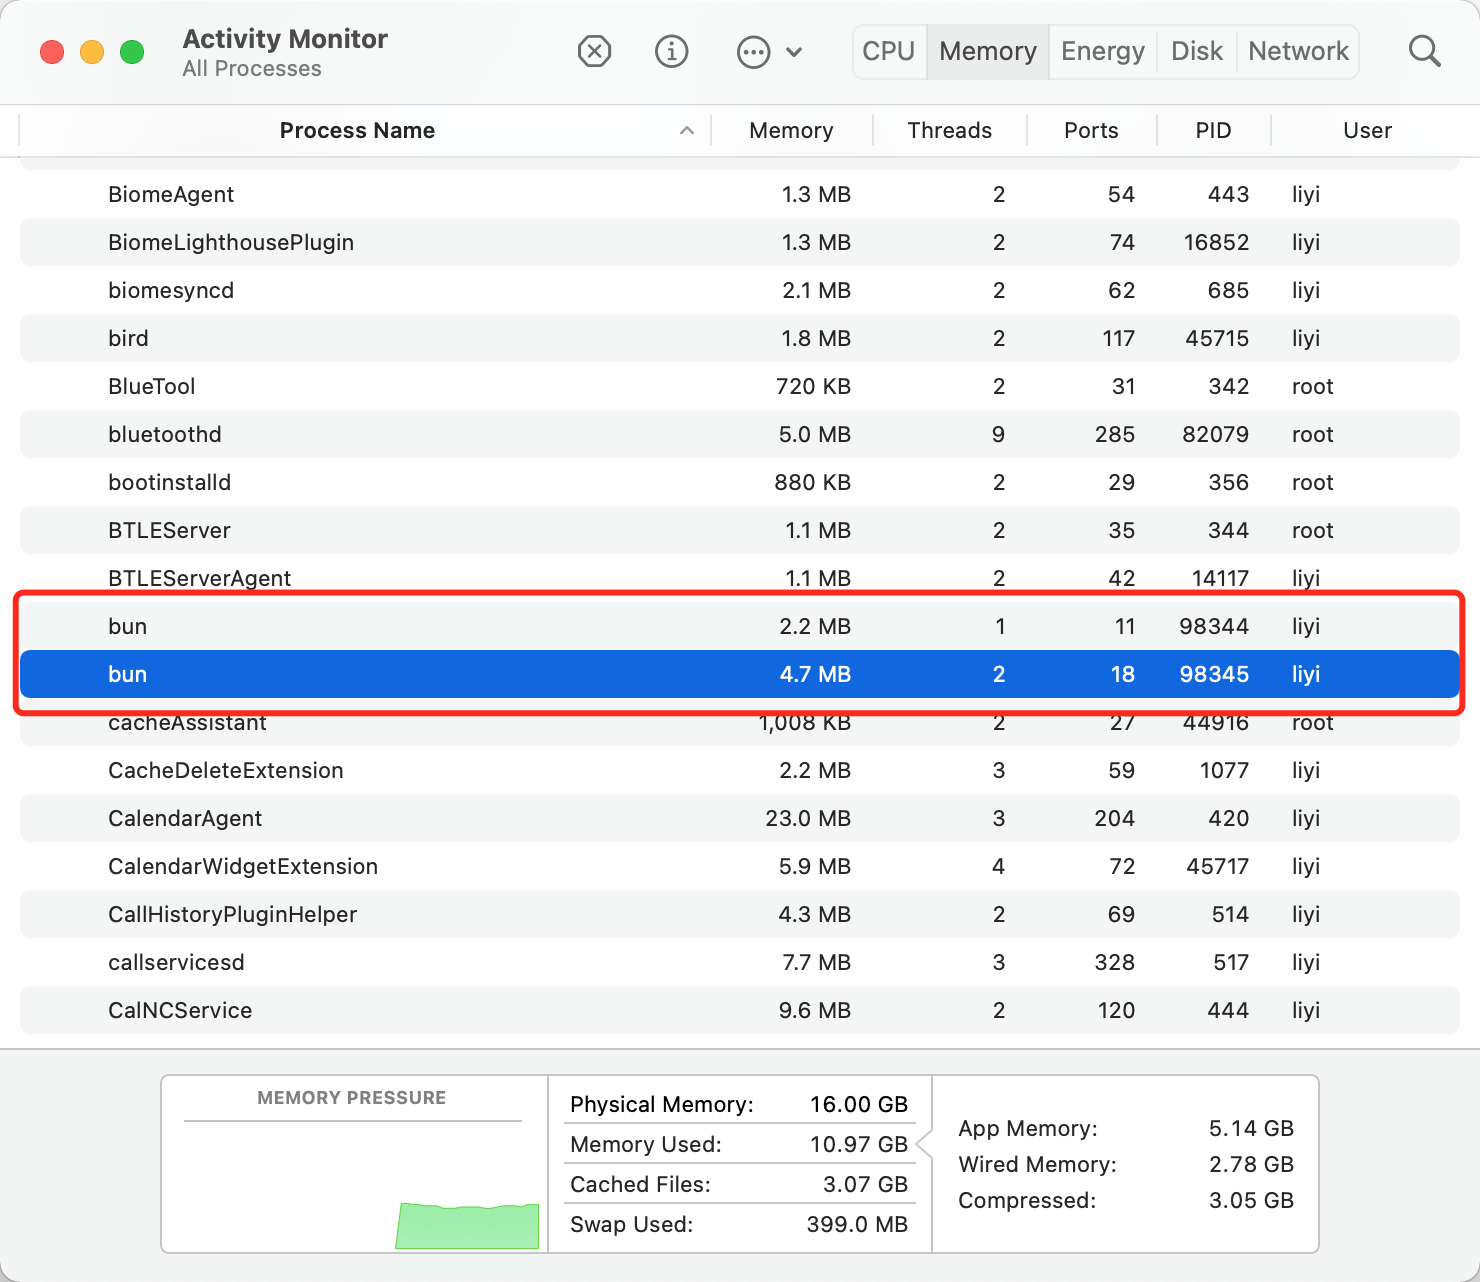 Activity Monitor
All Processes
CPU Memory Energy Disk Network
Process Name Memory Threads Ports PID User
BiomeAgent 1.3 MB 2 54 443 liyi
BiomeLighthousePlugin 1.3 MB 2 74 16852 liyi
biomesyncd 2.1 MB 2 62 685 liyi
bird 1.8 MB 2 117 45715 liyi
BlueTool 720 KB 2 31 342 root
bluetoothd 5.0 MB 9 285 82079 root
bootinstalld 880 KB 2 29 356 root
BTLEServer 1.1 MB 2 35 344 root
BTLEServerAgent 1.1 MB 2 42 14117 liyi
bun 2.2 MB 1 11 98344 liyi
bun 4.7 MB 2 18 98345 liyi
cacheAssistant 1,008 KB 2 27 44916 root
CacheDeleteExtension 2.2 MB 3 59 1077 liyi
CalendarAgent 23.0 MB 3 204 420 liyi
CalendarWidgetExtension 5.9 MB 4 72 45717 liyi
CallHistoryPluginHelper 4.3 MB 2 69 514 liyi
callservicesd 7.7 MB 3 328 517 liyi
CalNCService 9.6 MB 2 120 444 liyi
MEMORY PRESSURE
Physical Memory: 16.00 GB
Memory Used: 10.97 GB
Cached Files: 3.07 GB
Swap Used: 399.0 MB
App Memory: 5.14 GB
Wired Memory: 2.78 GB
Compressed: 3.05 GB